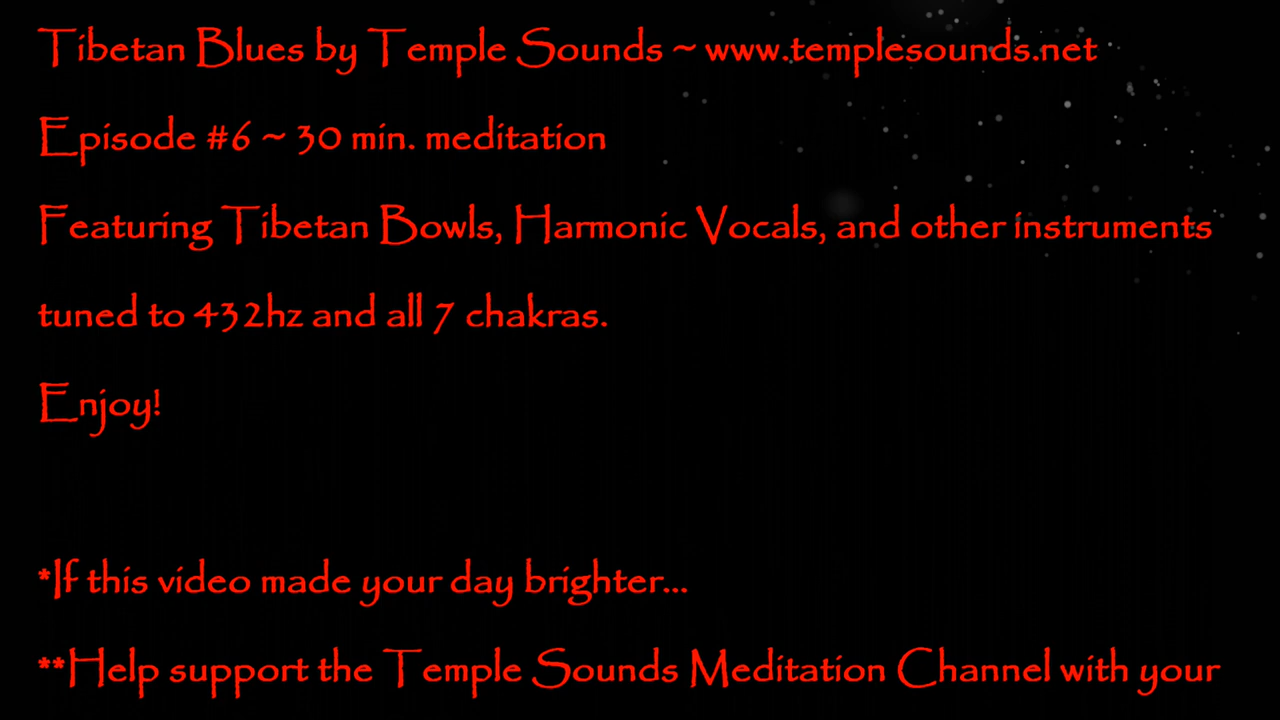 Tibetan Blues by Temple Sounds ~ www.templesounds.net
Episode #6 ~ 30 min. meditation
Featuring Tibetan Bowls, Harmonic Vocals, and other instruments
tuned to 432hz and all 7 chakras.
Enjoy!
*If this video made your day brighter...
**Help support the Temple Sounds Meditation Channel with your